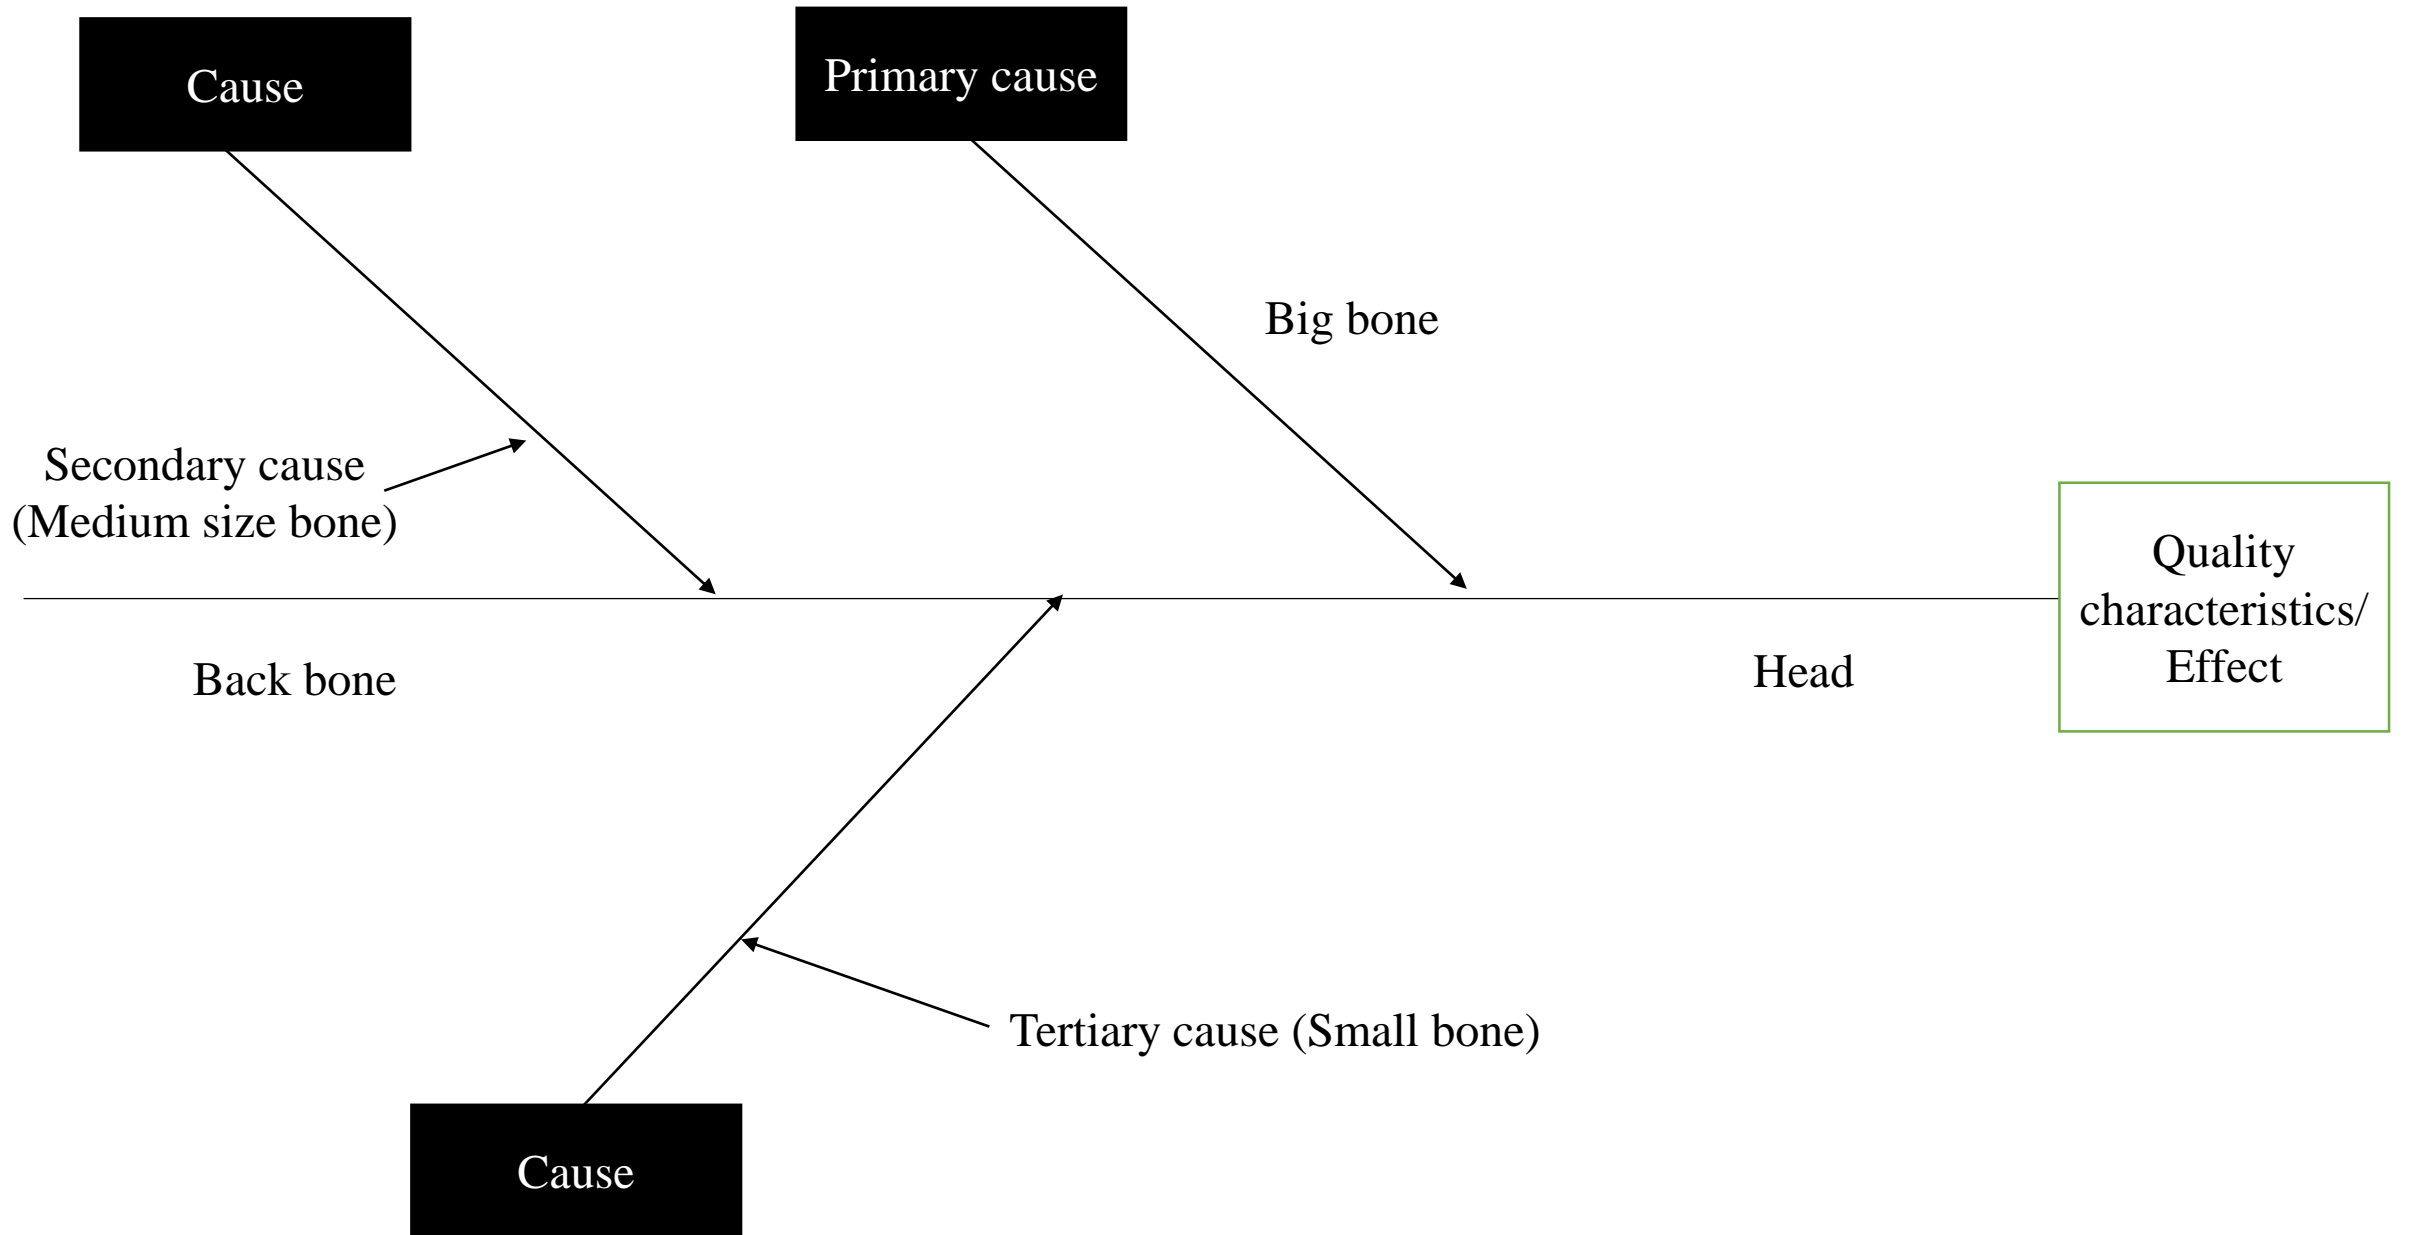 Cause
Primary cause
Big bone
Secondary cause
(Medium size bone)
Quality
characteristics/
Effect
Back bone
Head
Tertiary cause (Small bone)
Cause